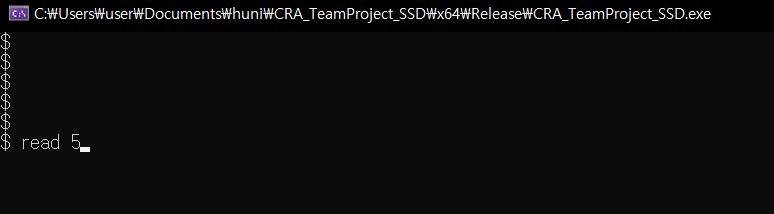 C:₩Users₩user₩Documents₩huni₩CRA_TeamProject_SSD₩x64₩Release₩CRA_TeamProject_SSD.exe
$
$
$
$
$
$ read 5